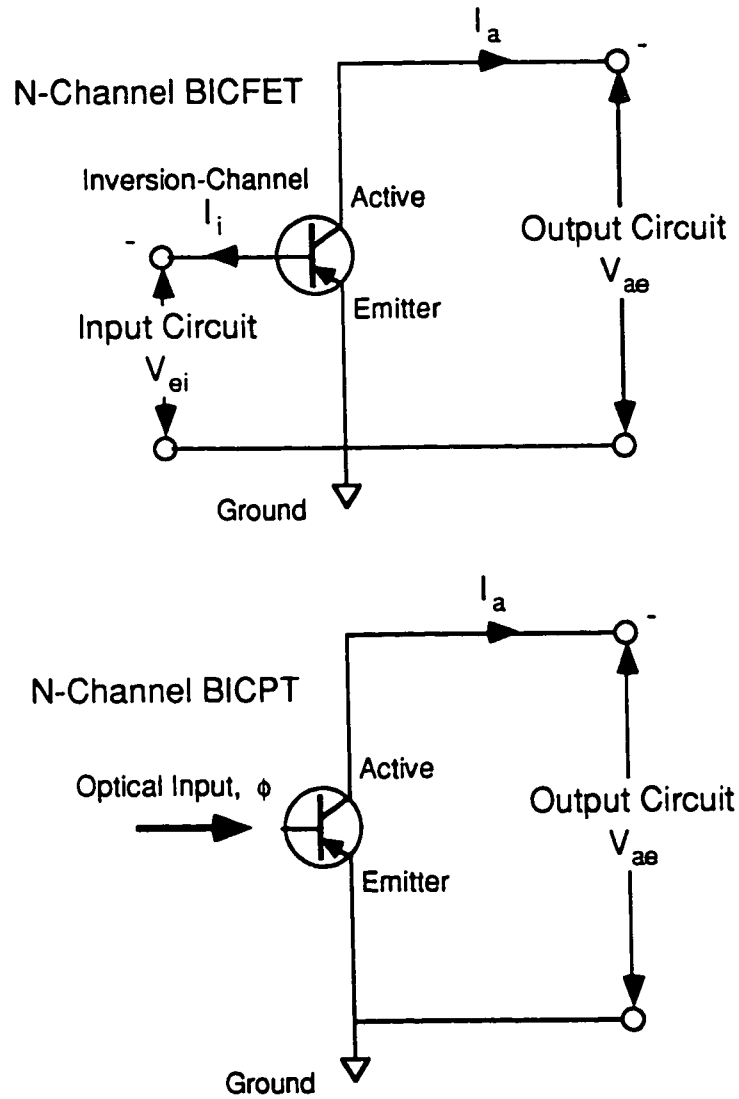 I a
-
N-Channel BICFET
Inversion-Channel
I i
Active
-
Output Circuit
V ae
Emitter
Input Circuit
V ei
Ground
I a
-
N-Channel BICPT
Active
Optical Input, ϕ
Output Circuit
V ae
Emitter
Ground